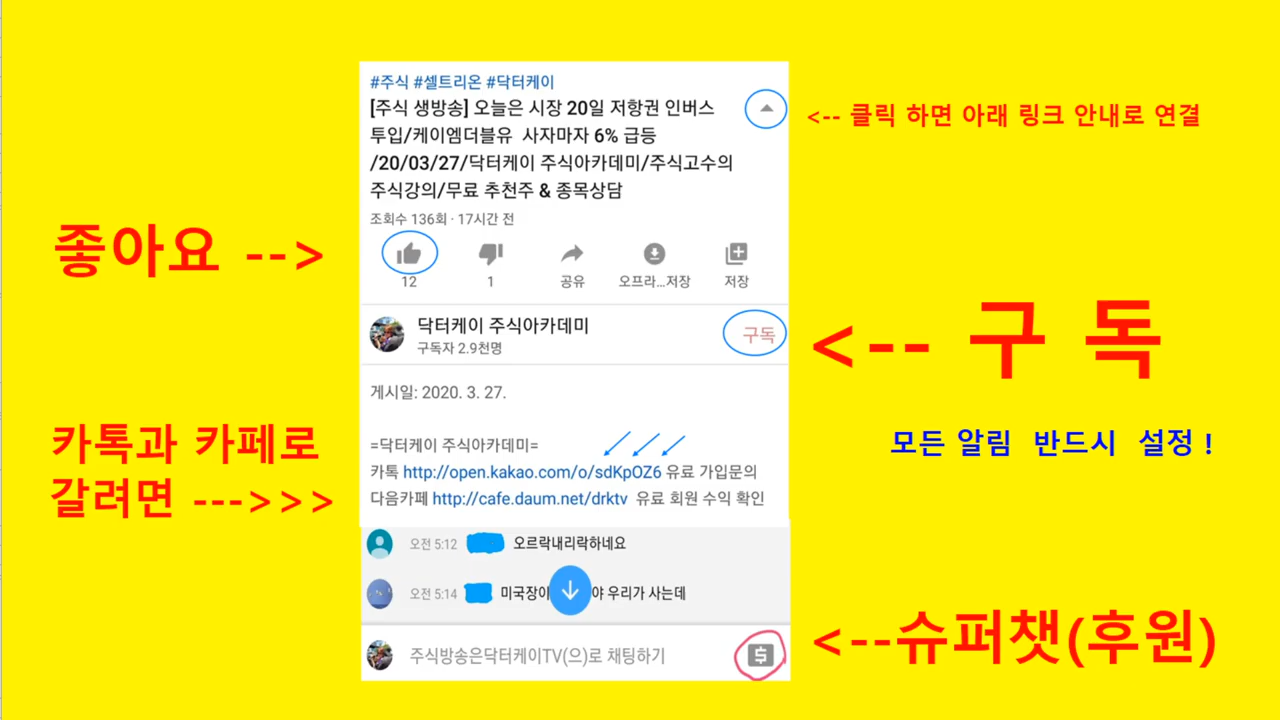 #주식 #셀트리온 #닥터케이
[주식 생방송] 오늘은 시장 20일 저항권 인버스
투입/케이엠더블유 사자마자 6% 급등
/20/03/27/닥터케이 주식아카데미/주식고수의
주식강의/무료 추천주 & 종목상담
조회수 136회 · 17시간 전
<-- 클릭 하면 아래 링크 안내로 연결
좋아요 -->
12
1
공유
오프라...저장
저장
닥터케이 주식아카데미
구독자 2.9천명
구독
<-- 구 독
모든 알림 반드시 설정 !
게시일: 2020. 3. 27.
=닥터케이 주식아카데미=
카톡 http://open.kakao.com/o/sdKpOZ6 유료 가입문의
다음카페 http://cafe.daum.net/drktv 유료 회원 수익 확인
카톡과 카페로
갈려면 --->>>
오전 5:12 오르락내리락하네요
오전 5:14 미국장이 야 우리가 사는데
주식방송은닥터케이TV(으)로 채팅하기
$
<--슈퍼챗(후원)